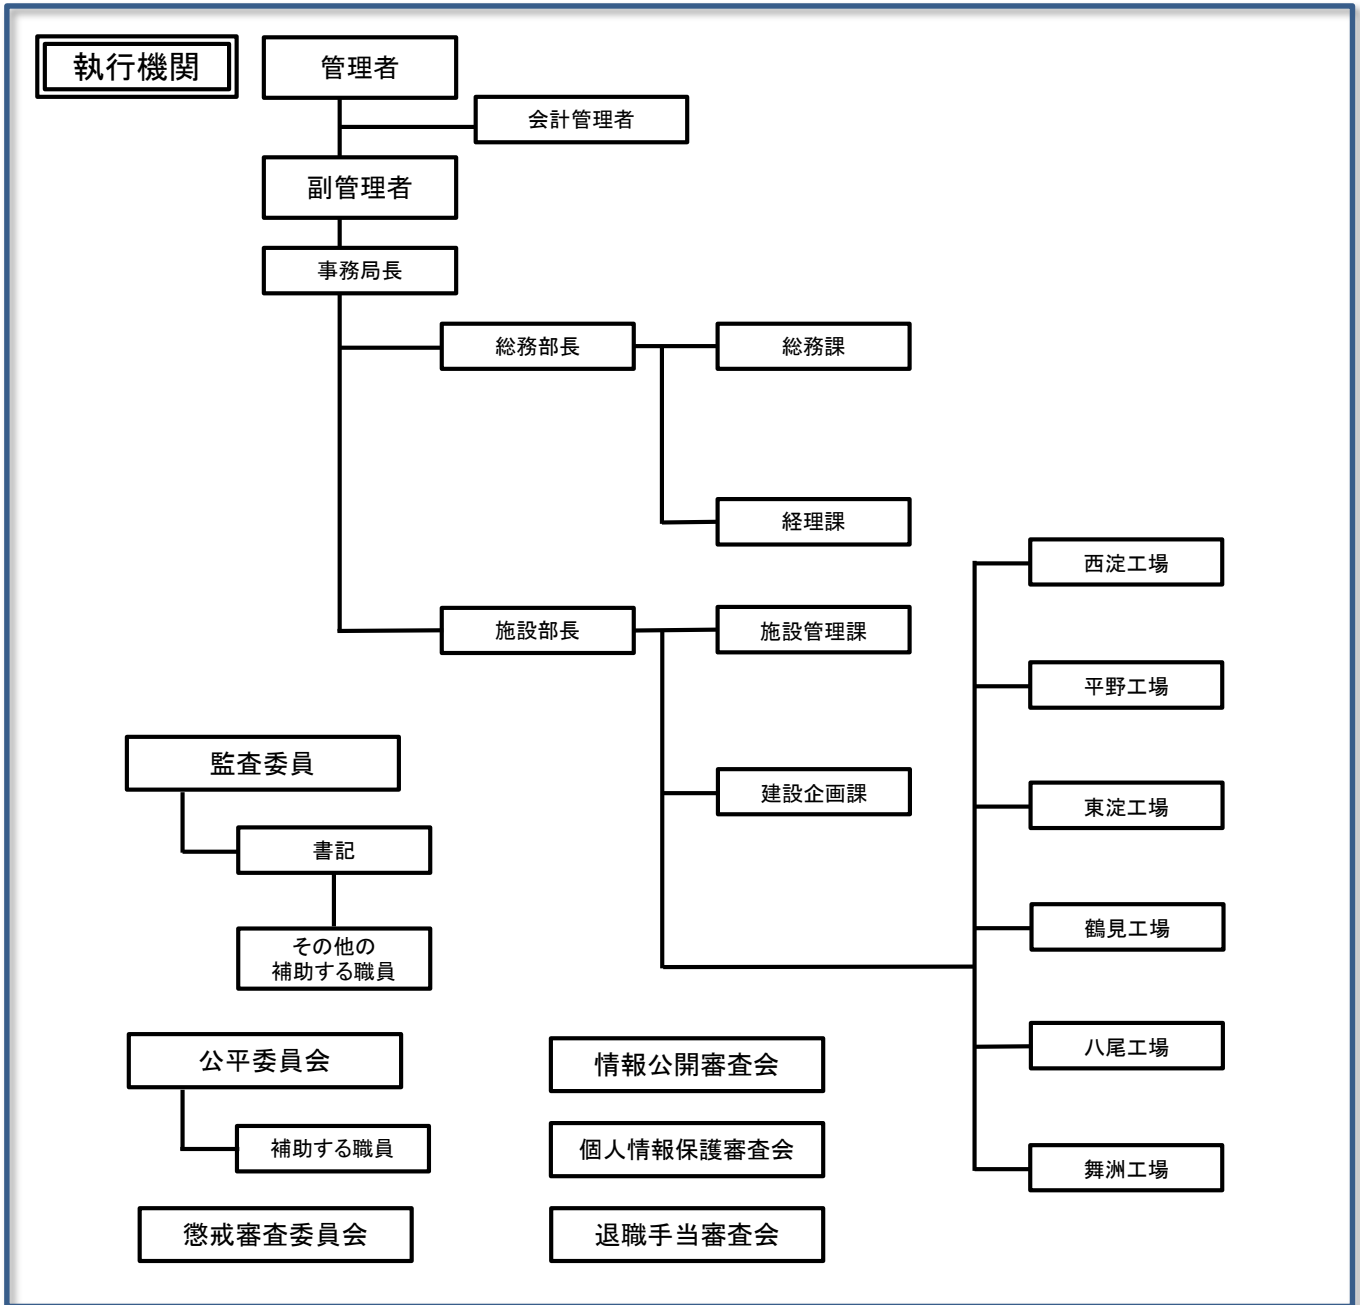 執行機関
管理者
会計管理者
副管理者
事務局長
総務部長
総務課
経理課
施設部長
施設管理課
建設企画課
西淀工場
平野工場
東淀工場
鶴見工場
八尾工場
舞洲工場
監査委員
書記
その他の
補助する職員
公平委員会
補助する職員
懲戒審査委員会
情報公開審査会
個人情報保護審査会
退職手当審査会